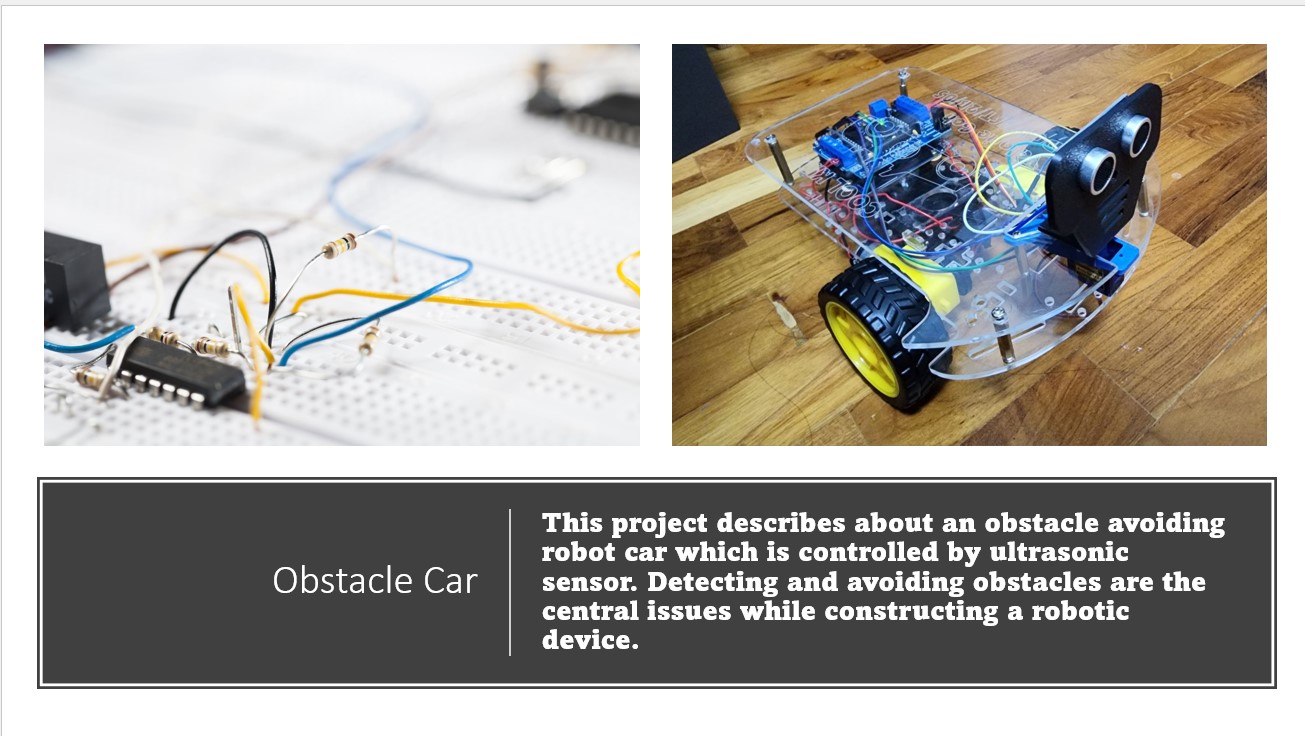 Obstacle Car
This project describes about an obstacle avoiding
robot car which is controlled by ultrasonic
sensor. Detecting and avoiding obstacles are the
central issues while constructing a robotic
device.